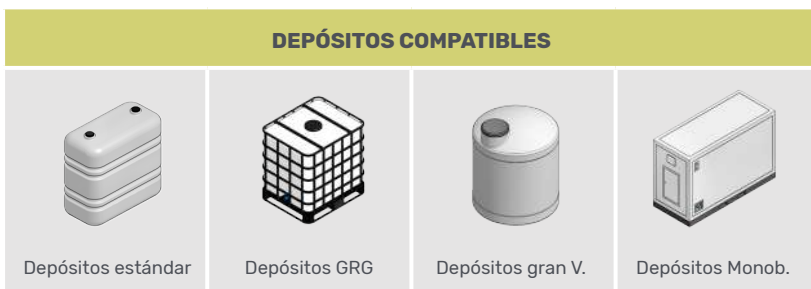 DEPÓSITOS COMPATIBLES
Depósitos estándar
Depósitos GRG
Depósitos gran V.
Depósitos Monob.